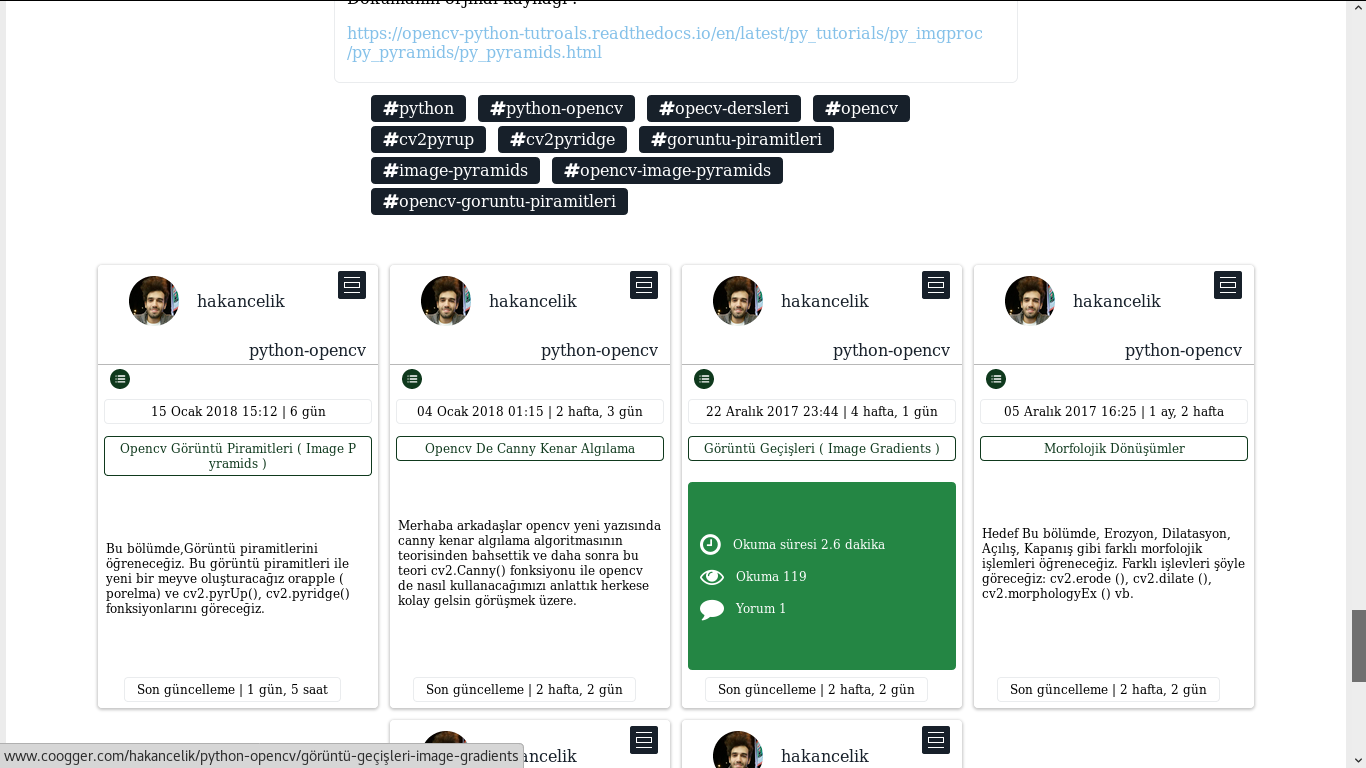 Dokümanın orjinal kaynağı :
https://opencv-python-tutroals.readthedocs.io/en/latest/py_tutorials/py_imgproc
/py_pyramids/py_pyramids.html
#python #python-opencv #opecv-dersleri #opencv
#cv2pyrup #cv2pyridge #goruntu-piramitleri
#image-pyramids #opencv-image-pyramids
#opencv-goruntu-piramitleri
hakancelik
python-opencv
15 Ocak 2018 15:12 | 6 gün
Opencv Görüntü Piramitleri ( Image P
yramids )
Bu bölümde,Görüntü piramitlerini
öğreneceğiz. Bu görüntü piramitleri ile
yeni bir meyve oluşturacağız orapple (
porelma) ve cv2.pyrUp(), cv2.pyridge()
fonksiyonlarını göreceğiz.
Son güncelleme | 1 gün, 5 saat
hakancelik
python-opencv
04 Ocak 2018 01:15 | 2 hafta, 3 gün
Opencv De Canny Kenar Algılama
Merhaba arkadaşlar opencv yeni yazısında
canny kenar algılama algoritmasının
teorisinden bahsettik ve daha sonra bu
teori cv2.Canny() fonksiyonu ile opencv
de nasıl kullanacağımızı anlattık herkese
kolay gelsin görüşmek üzere.
Son güncelleme | 2 hafta, 2 gün
hakancelik
python-opencv
22 Aralık 2017 23:44 | 4 hafta, 1 gün
Görüntü Geçişleri ( Image Gradients )
Okuma süresi 2.6 dakika
Okuma 119
Yorum 1
Son güncelleme | 2 hafta, 2 gün
hakancelik
python-opencv
05 Aralık 2017 16:25 | 1 ay, 2 hafta
Morfolojik Dönüşümler
Hedef Bu bölümde, Erozyon, Dilatasyon,
Açılış, Kapanış gibi farklı morfolojik
işlemleri öğreneceğiz. Farklı işlevleri şöyle
göreceğiz: cv2.erode (), cv2.dilate (),
cv2.morphologyEx () vb.
Son güncelleme | 2 hafta, 2 gün
ncelik
hakancelik
www.coogger.com/hakancelik/python-opencv/görüntü-geçişleri-image-gradients